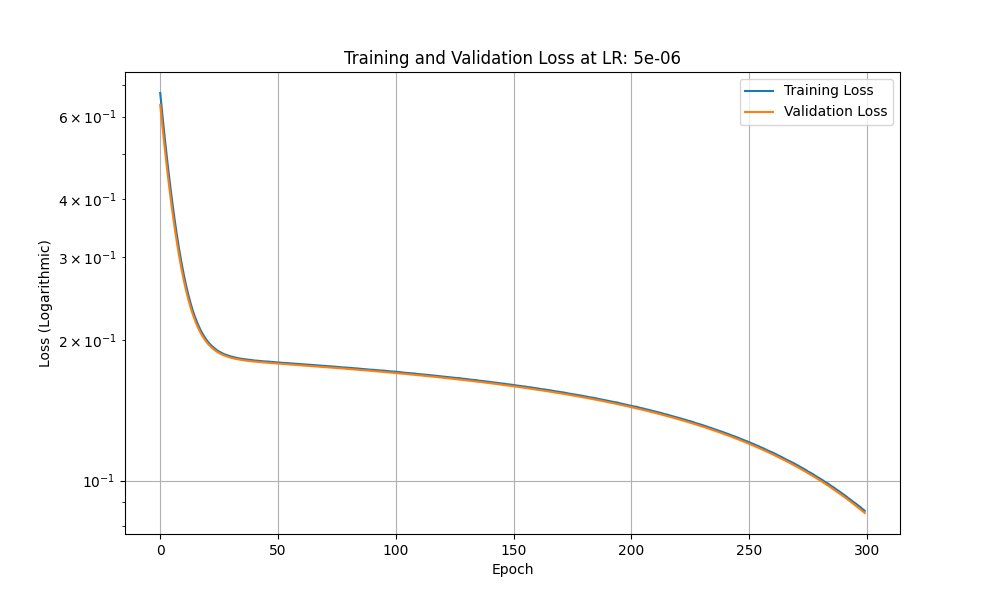 Training and Validation Loss at LR: 5e-06
Training Loss
Validation Loss
6 × 10⁻¹
4 × 10⁻¹
3 × 10⁻¹
2 × 10⁻¹
10⁻¹
Loss (Logarithmic)
0 50 100 150 200 250 300
Epoch